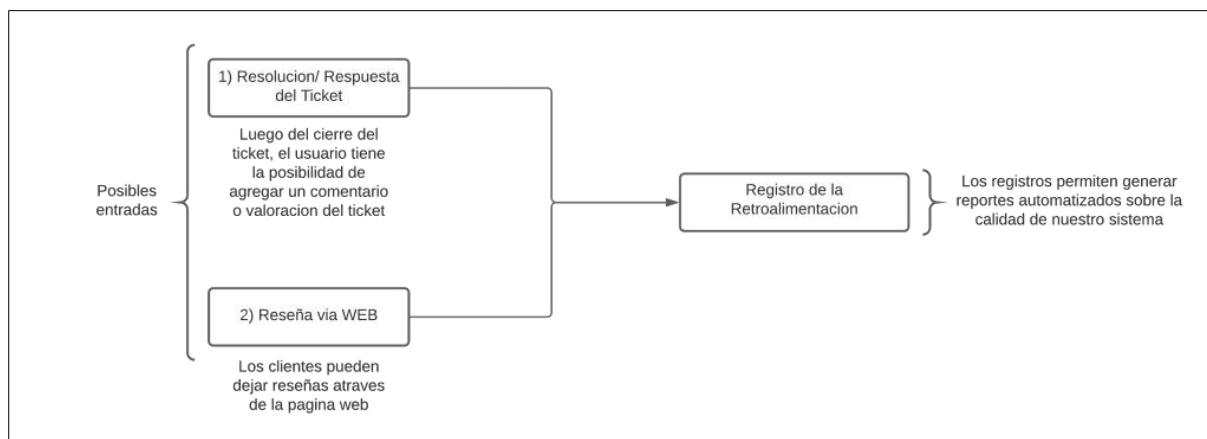 Posibles
entradas
1) Resolucion/ Respuesta
del Ticket
Luego del cierre del
ticket, el usuario tiene
la posibilidad de
agregar un comentario
o valoracion del ticket
2) Reseña via WEB
Los clientes pueden
dejar reseñas atraves
de la pagina web
Registro de la
Retroalimentacion
Los registros permiten generar
reportes automatizados sobre la
calidad de nuestro sistema